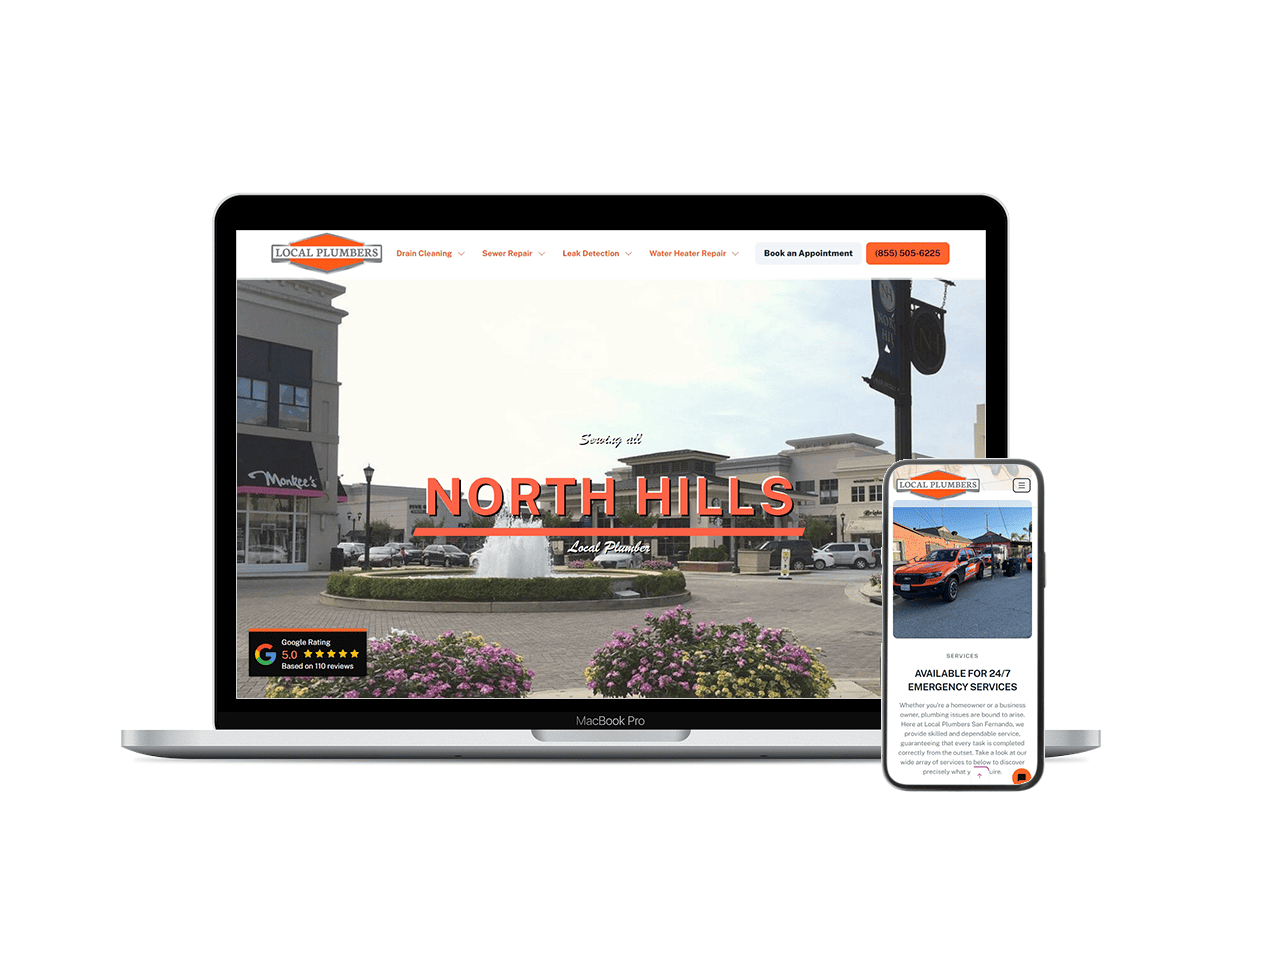 LOCAL PLUMBERS
Drain Cleaning
Sewer Repair
Leak Detection
Water Heater Repair
Book an Appointment
(855) 505-6225
NORTH HILLS
Monkee's
Serving all
NORTH HILLS
Local Plumber
Google Rating
5.0
Based on 110 reviews
MacBook Pro
LOCAL PLUMBERS
SERVICES
AVAILABLE FOR 24/7
EMERGENCY SERVICES
Whether you're a homeowner or a business
owner, plumbing issues are bound to arise.
Here at Local Plumbers San Fernando, we
provide skilled and dependable service,
guaranteeing that every task is completed
correctly from the outset. Take a look at our
wide array of services to below to discover
precisely what